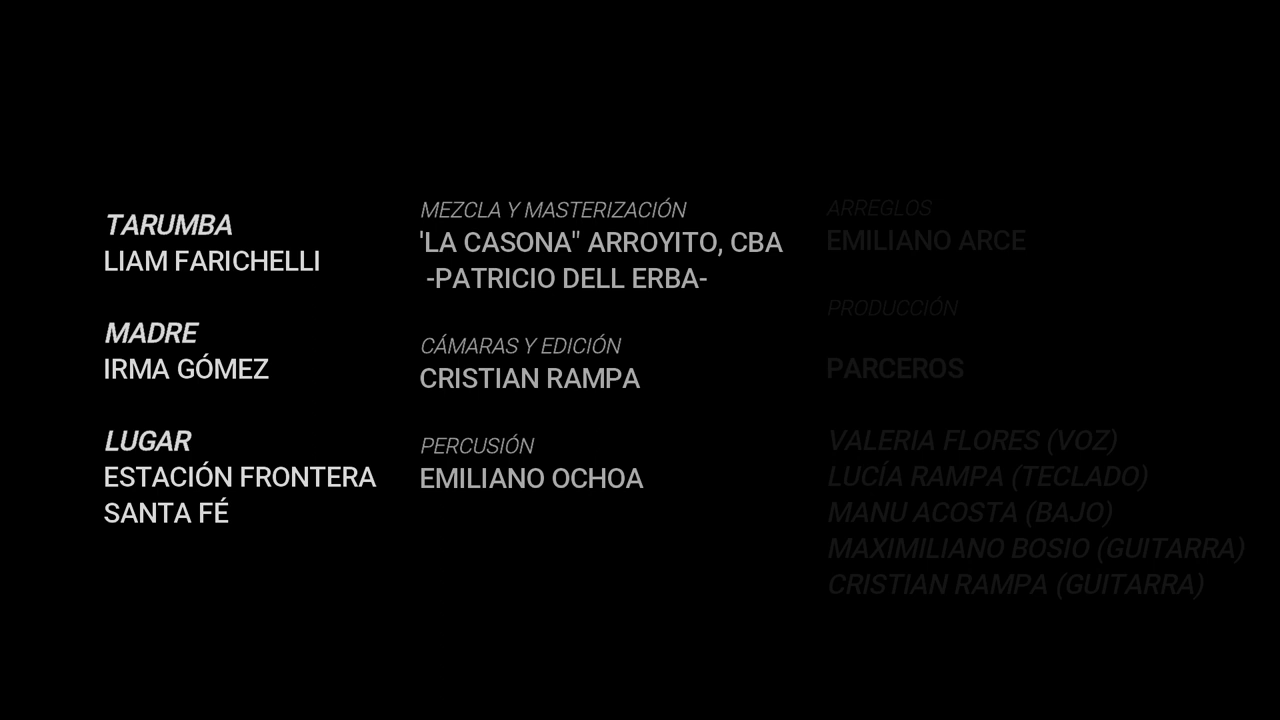 TARUMBA
LIAM FARICHELLI
MADRE
IRMA GÓMEZ
LUGAR
ESTACIÓN FRONTERA
SANTA FÉ
MEZCLA Y MASTERIZACIÓN
'LA CASONA" ARROYITO, CBA
-PATRICIO DELL ERBA-
CÁMARAS Y EDICIÓN
CRISTIAN RAMPA
PERCUSIÓN
EMILIANO OCHOA
ARREGLOS
EMILIANO ARCE
PRODUCCIÓN
PARCEROS
VALERIA FLORES (VOZ)
LUCÍA RAMPA (TECLADO)
MANU ACOSTA (BAJO)
MAXIMILIANO BOSIO (GUITARRA)
CRISTIAN RAMPA (GUITARRA)